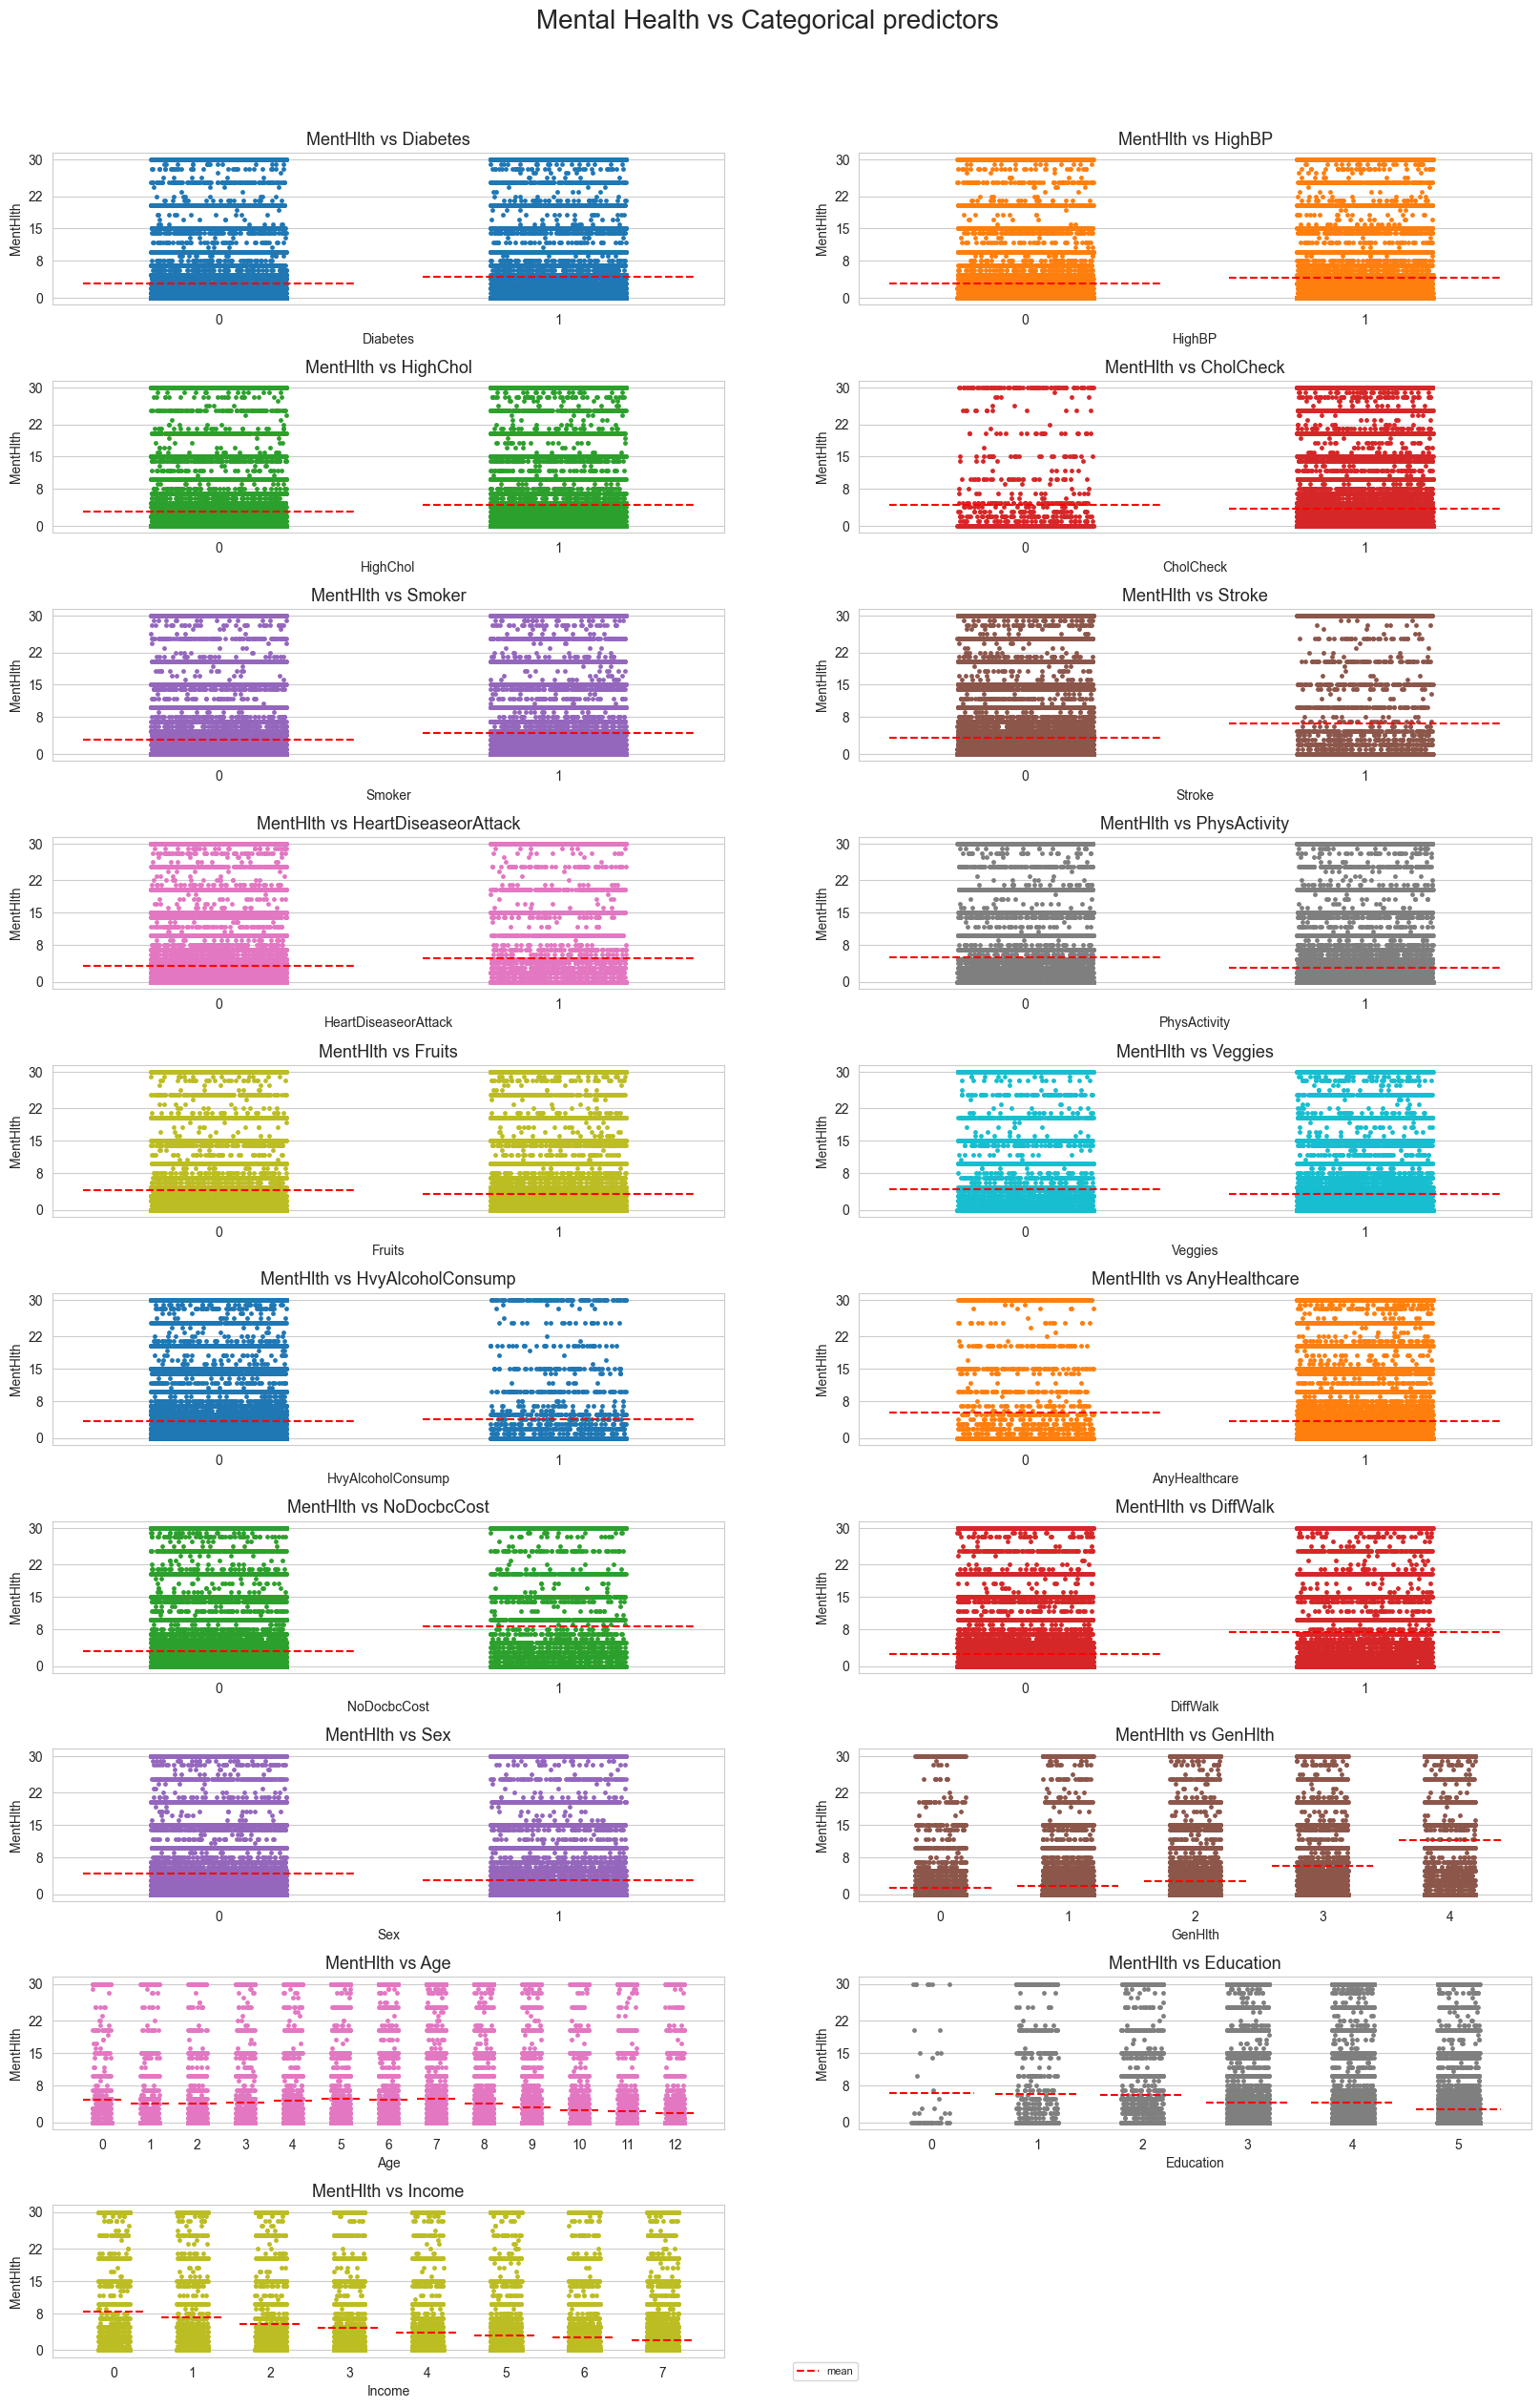 Mental Health vs Categorical predictors
MentHlth vs Diabetes
30
22
15
8
0
MentHlth
0 1
Diabetes
MentHlth vs HighBP
30
22
15
8
0
MentHlth
0 1
HighBP
MentHlth vs HighChol
30
22
15
8
0
MentHlth
0 1
HighChol
MentHlth vs CholCheck
30
22
15
8
0
MentHlth
0 1
CholCheck
MentHlth vs Smoker
30
22
15
8
0
MentHlth
0 1
Smoker
MentHlth vs Stroke
30
22
15
8
0
MentHlth
0 1
Stroke
MentHlth vs HeartDiseaseorAttack
30
22
15
8
0
MentHlth
0 1
HeartDiseaseorAttack
MentHlth vs PhysActivity
30
22
15
8
0
MentHlth
0 1
PhysActivity
MentHlth vs Fruits
30
22
15
8
0
MentHlth
0 1
Fruits
MentHlth vs Veggies
30
22
15
8
0
MentHlth
0 1
Veggies
MentHlth vs HvyAlcoholConsump
30
22
15
8
0
MentHlth
0 1
HvyAlcoholConsump
MentHlth vs AnyHealthcare
30
22
15
8
0
MentHlth
0 1
AnyHealthcare
MentHlth vs NoDocbcCost
30
22
15
8
0
MentHlth
0 1
NoDocbcCost
MentHlth vs DiffWalk
30
22
15
8
0
MentHlth
0 1
DiffWalk
MentHlth vs Sex
30
22
15
8
0
MentHlth
0 1
Sex
MentHlth vs GenHlth
30
22
15
8
0
MentHlth
0 1 2 3 4
GenHlth
MentHlth vs Age
30
22
15
8
0
MentHlth
0 1 2 3 4 5 6 7 8 9 10 11 12
Age
MentHlth vs Education
30
22
15
8
0
MentHlth
0 1 2 3 4 5
Education
MentHlth vs Income
30
22
15
8
0
MentHlth
0 1 2 3 4 5 6 7
Income
mean